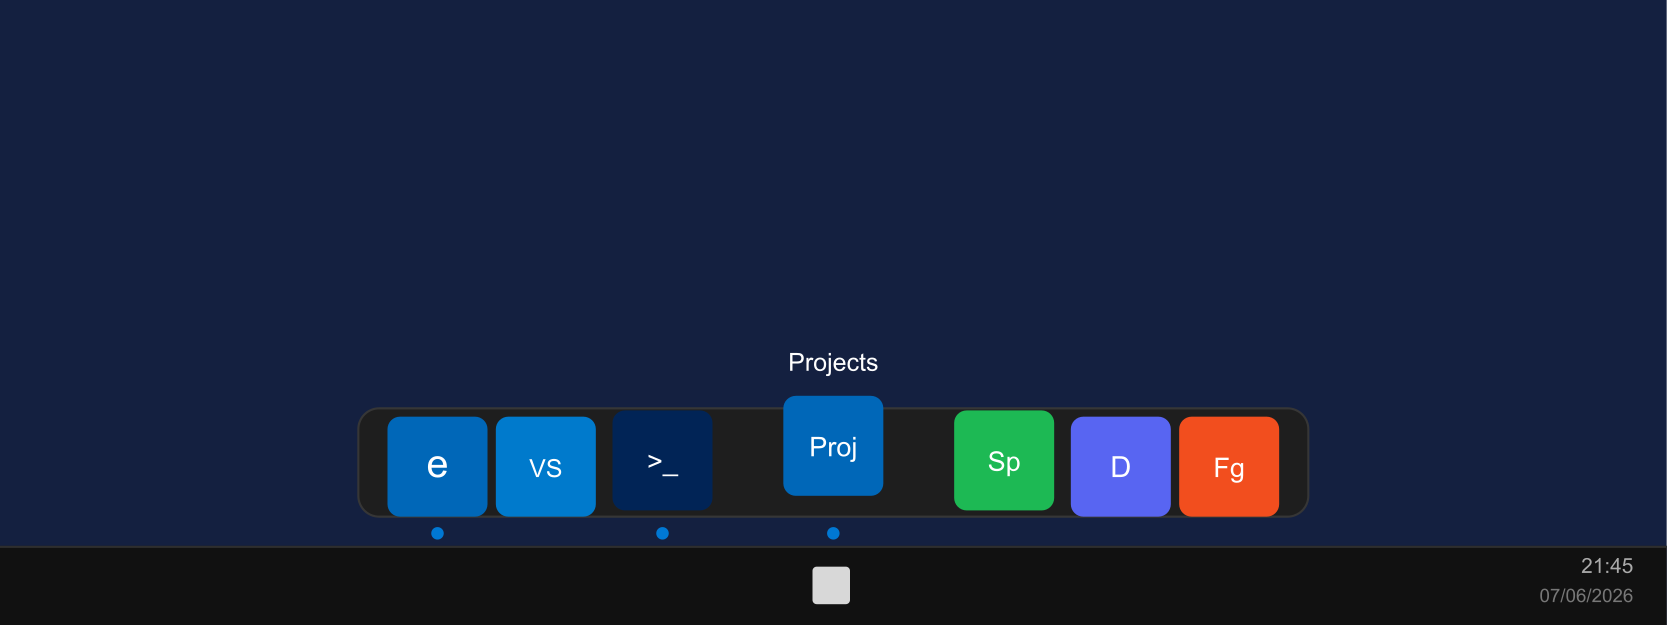 Projects
e VS >_ Proj Sp D Fg
21:45
07/06/2026